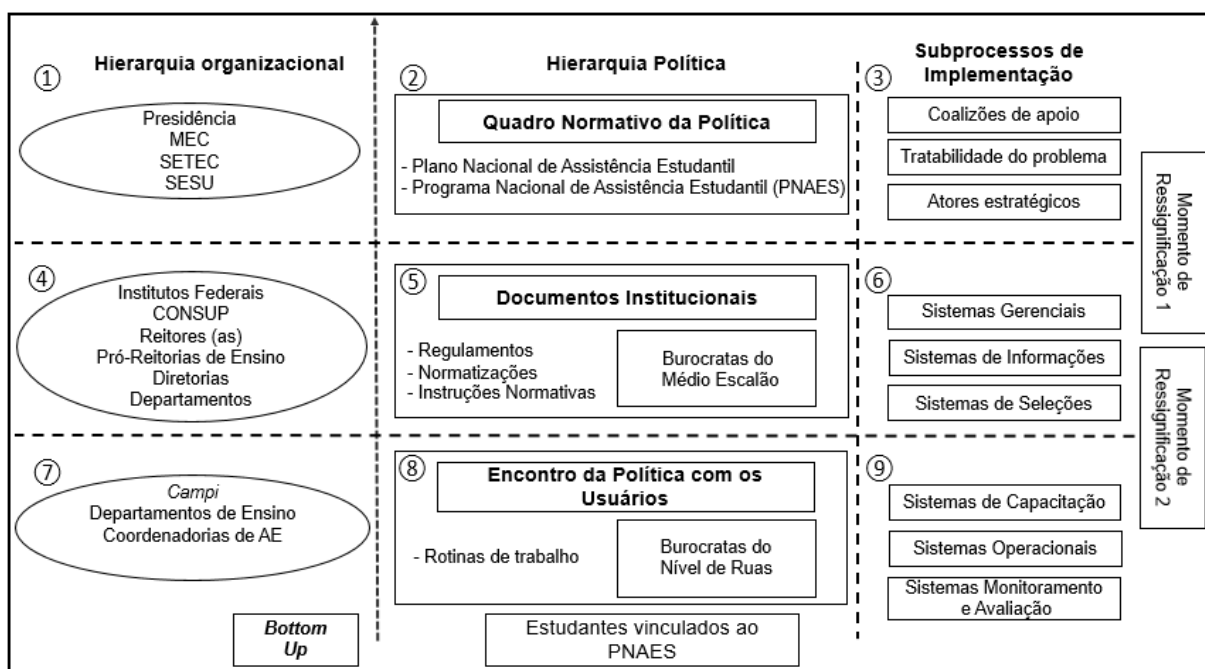 ①
Hierarquia organizacional
Presidência
MEC
SETEC
SESU
②
Hierarquia Política
Quadro Normativo da Política
- Plano Nacional de Assistência Estudantil
- Programa Nacional de Assistência Estudantil (PNAES)
Subprocessos de
Implementação
③
Coalizões de apoio
Tratabilidade do problema
Atores estratégicos
Momento de
Ressignificação 1
④
Institutos Federais
CONSUP
Reitores (as)
Pró-Reitorias de Ensino
Diretorias
Departamentos
⑤
Documentos Institucionais
- Regulamentos
- Normatizações
- Instruções Normativas
Burocratas do
Médio Escalão
⑥
Sistemas Gerenciais
Sistemas de Informações
Sistemas de Seleções
Momento de
Ressignificação 2
⑦
Campi
Departamentos de Ensino
Coordenadorias de AE
⑧
Encontro da Política com os
Usuários
- Rotinas de trabalho
Burocratas do
Nível de Ruas
⑨
Sistemas de Capacitação
Sistemas Operacionais
Sistemas Monitoramento
e Avaliação
Bottom
Up
Estudantes vinculados ao
PNAES